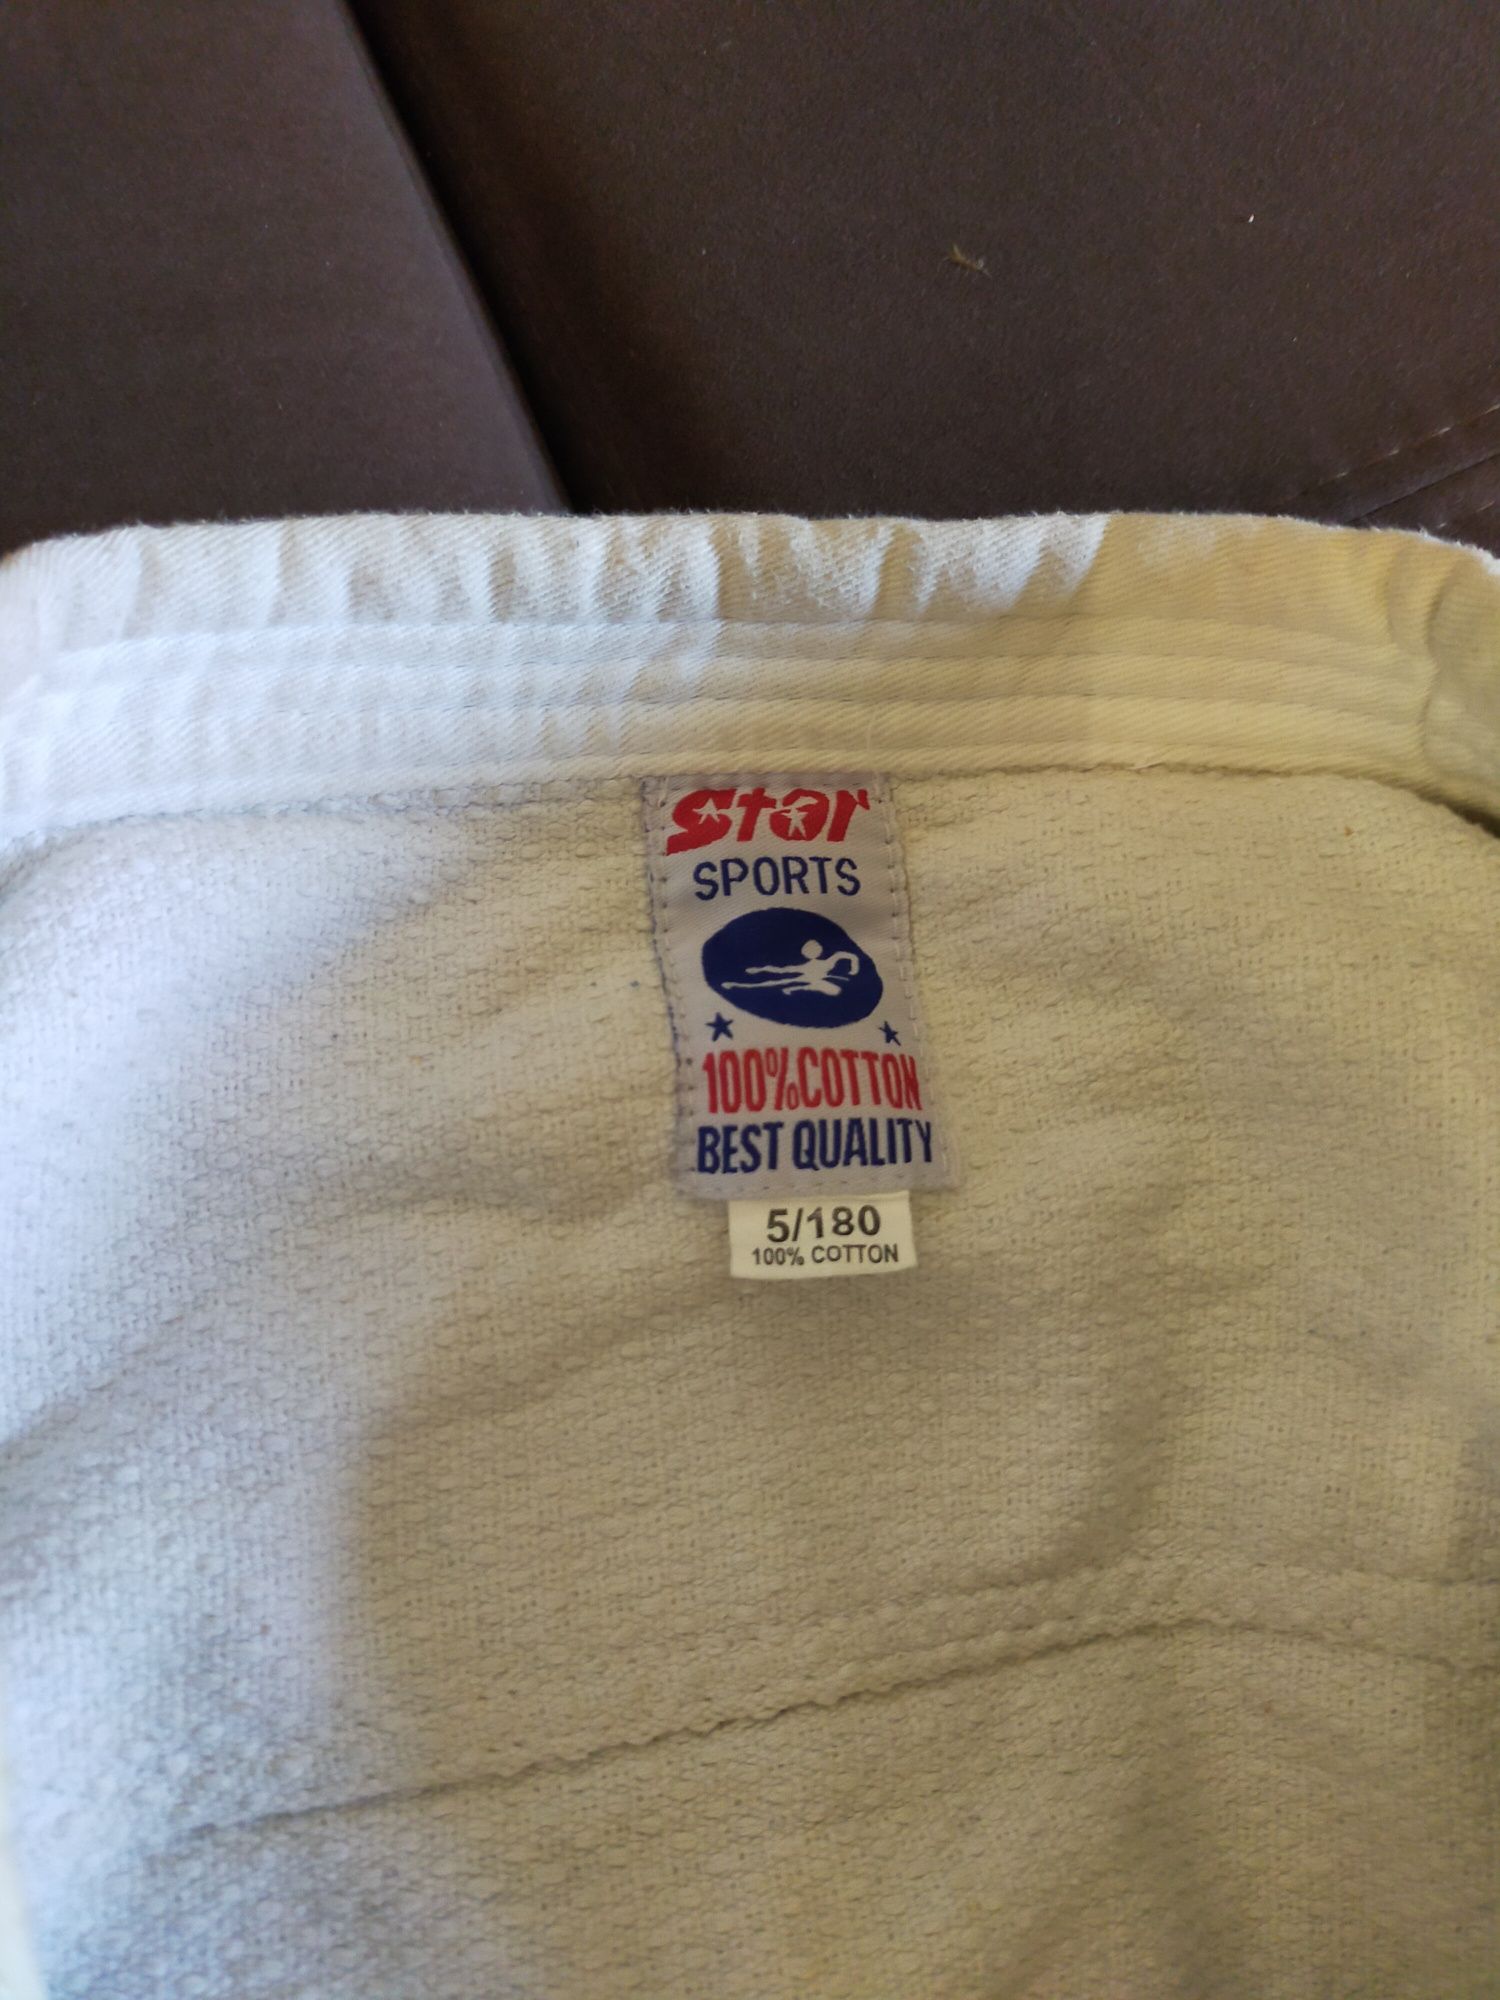 Star
SPORTS
100%COTTON
BEST QUALITY
5/180
100% COTTON